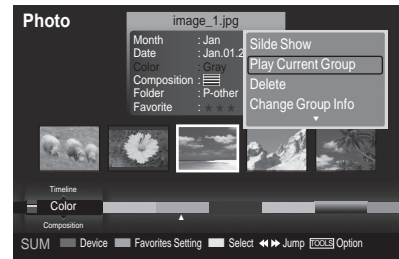 Photo
image_1.jpg
Month : Jan
Date : Jan.01.2
Color : Gray
Composition :
Folder : P-other
Favorite : ★ ★ ★
Silde Show
Play Current Group
Delete
Change Group Info
▼
Timeline
Color
Composition
SUM Device Favorites Setting Select ◀◀ ▶▶ Jump TOOLS Option